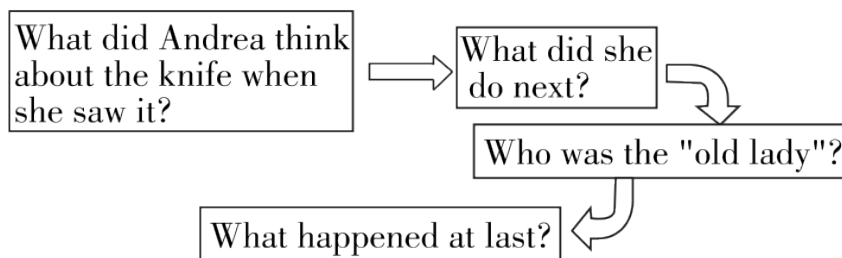 What did Andrea think
about the knife when
she saw it?
What did she
do next?
Who was the "old lady"?
What happened at last?